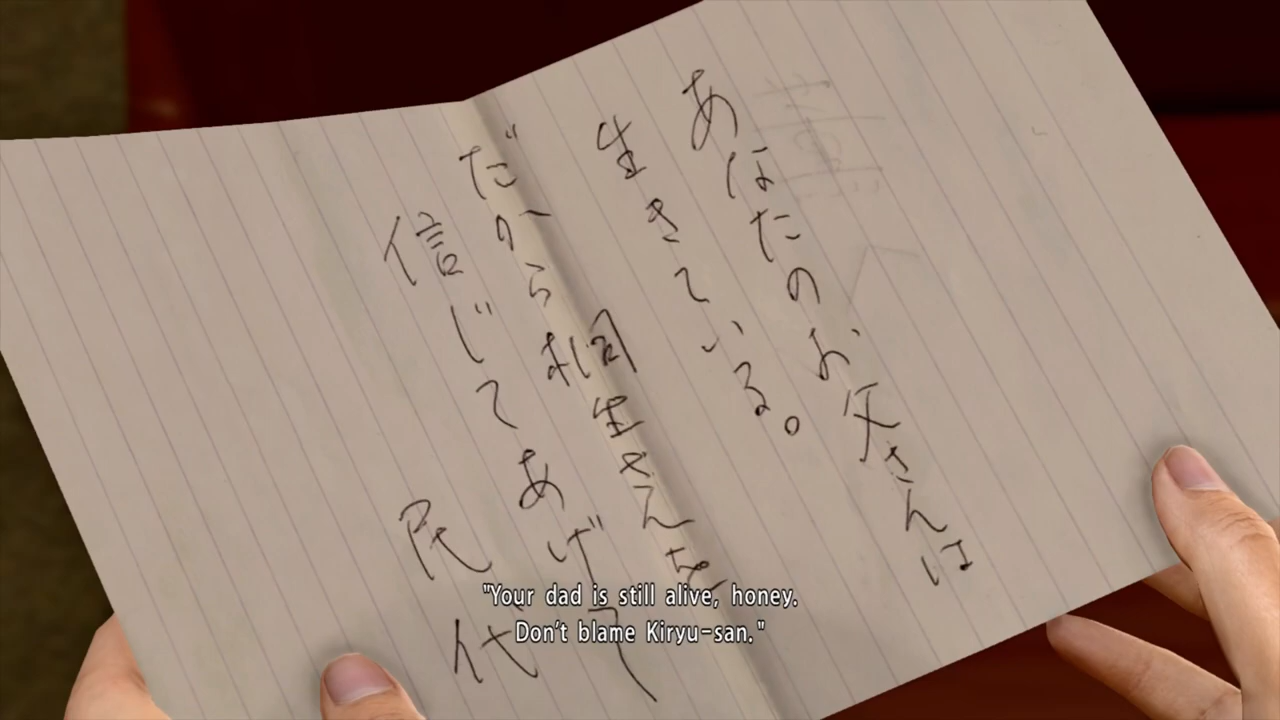 あなたのお父さんは
生きている。
だから桐生さんを
信じてあげて
民代
"Your dad is still alive, honey.
Don't blame Kiryu-san."